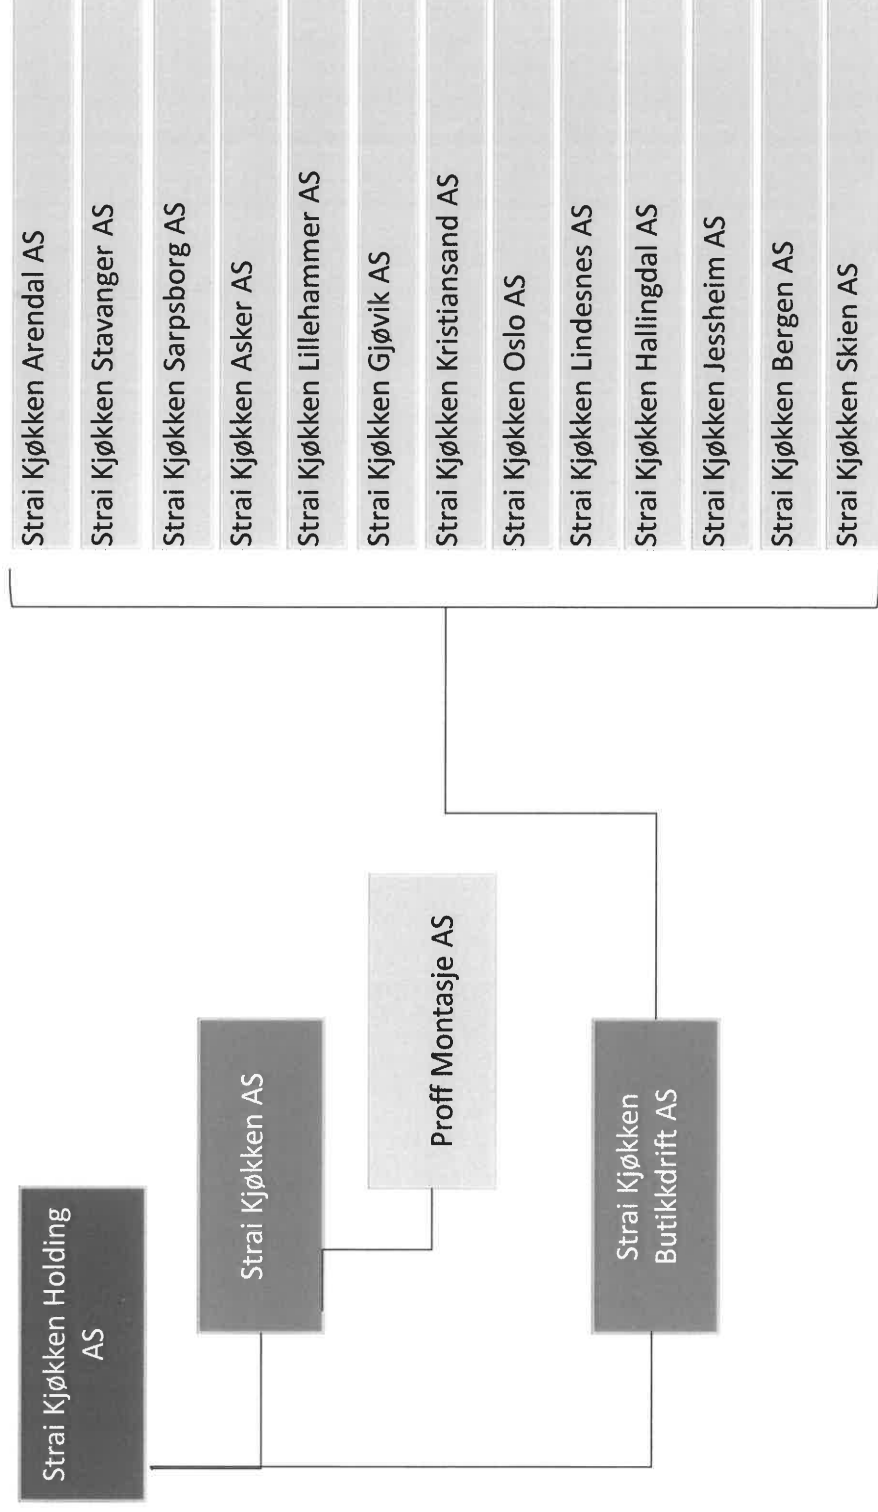 Strai Kjøkken Holding
AS
Strai Kjøkken AS
Proff Montasje AS
Strai Kjøkken
Butikkdrift AS
Strai Kjøkken Arendal AS
Strai Kjøkken Stavanger AS
Strai Kjøkken Sarpsborg AS
Strai Kjøkken Asker AS
Strai Kjøkken Lillehammer AS
Strai Kjøkken Gjøvik AS
Strai Kjøkken Kristiansand AS
Strai Kjøkken Oslo AS
Strai Kjøkken Lindesnes AS
Strai Kjøkken Hallingdal AS
Strai Kjøkken Jessheim AS
Strai Kjøkken Bergen AS
Strai Kjøkken Skien AS